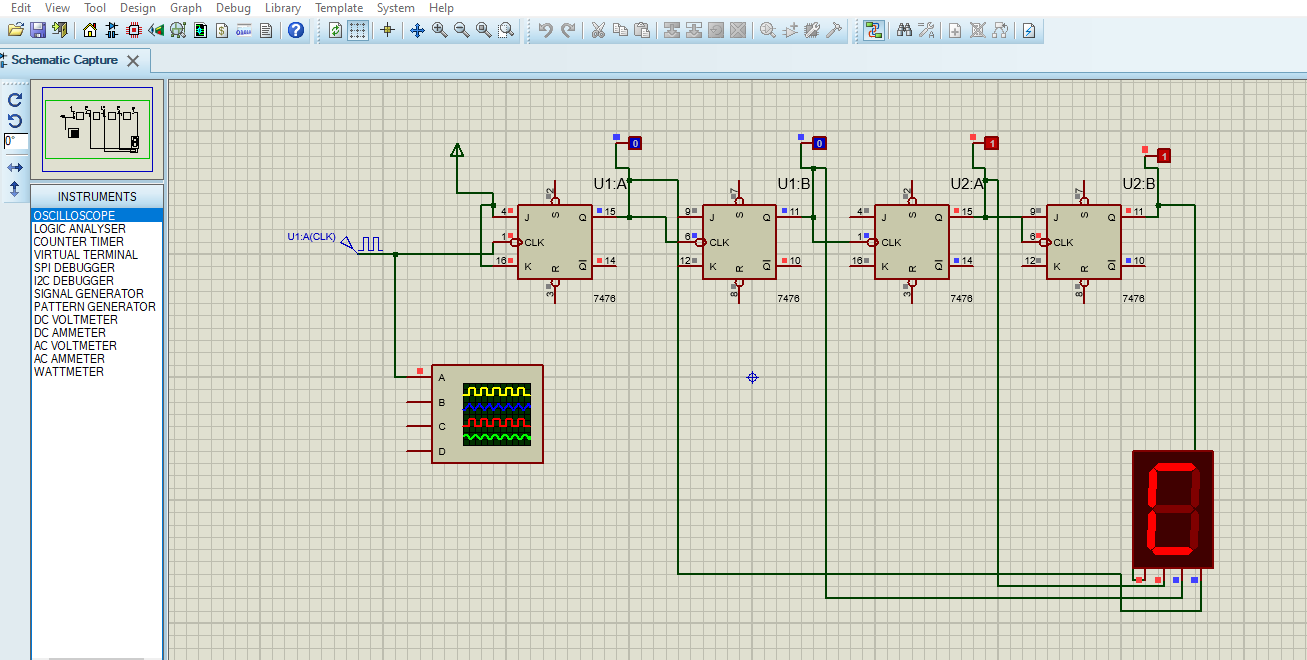 Edit View Tool Design Graph Debug Library Template System Help
Schematic Capture
0°
INSTRUMENTS
OSCILLOSCOPE
LOGIC ANALYSER
COUNTER TIMER
VIRTUAL TERMINAL
SPI DEBUGGER
I2C DEBUGGER
SIGNAL GENERATOR
PATTERN GENERATOR
DC VOLTMETER
DC AMMETER
AC VOLTMETER
AC AMMETER
WATTMETER
0 0 1 1
U1:A U1:B U2:A U2:B
2 7 2 7
4 J S Q 15 9 J S Q 11 4 J S Q 15 9 J S Q 11
U1:A(CLK)
1 CLK 6 CLK 1 CLK 6 CLK
16 K R Q 14 12 K R Q 10 16 K R Q 14 12 K R Q 10
3 8 3 8
7476 7476 7476 7476
A
B
C
D
C